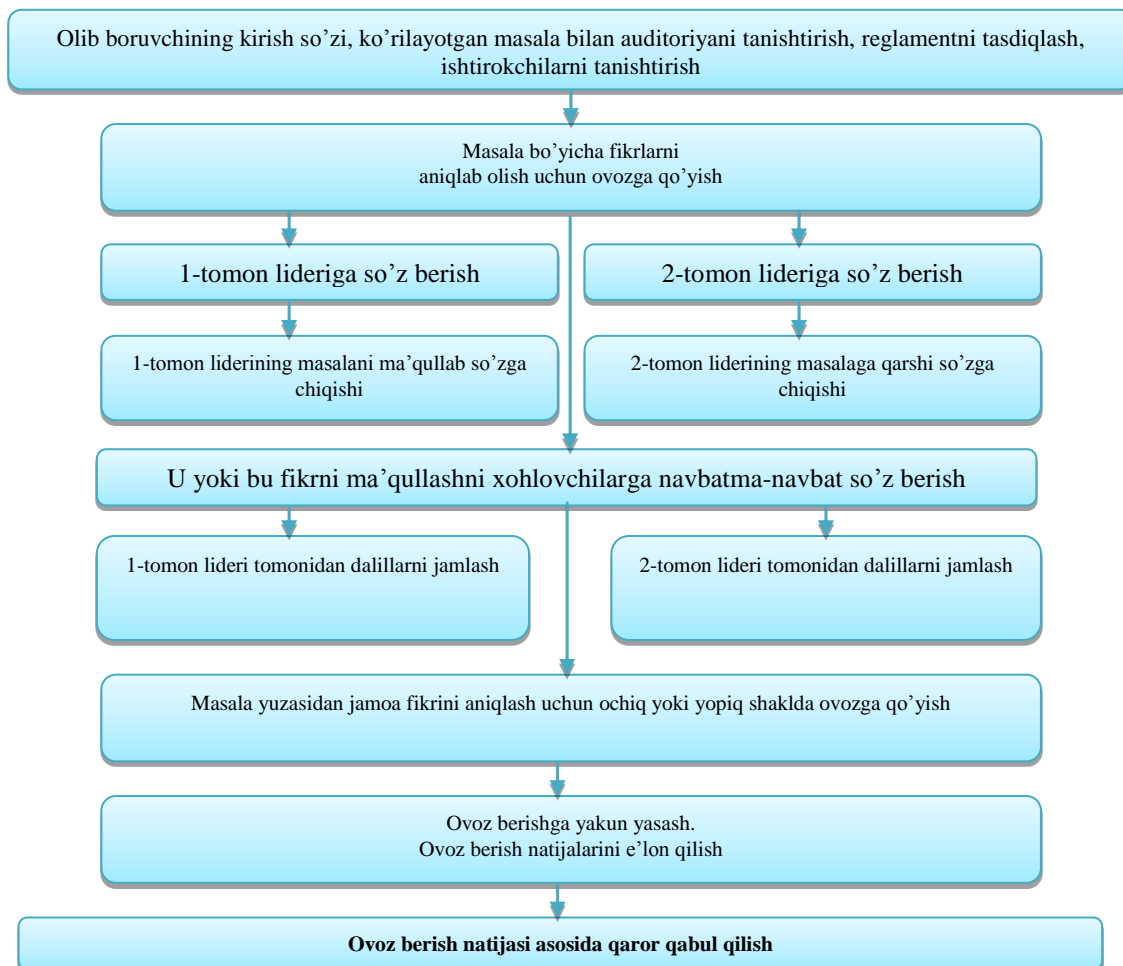 Olib boruvchining kirish so’zi, ko’rilayotgan masala bilan auditoriyani tanishtirish, reglamentni tasdiqlash,
ishtirokchilarni tanishtirish
Masala bo’yicha fikrlarni
aniqlab olish uchun ovozga qo’yish
1-tomon lideriga so’z berish
2-tomon lideriga so’z berish
1-tomon liderining masalani ma’qullab so’zga
chiqishi
2-tomon liderining masalaga qarshi so’zga
chiqishi
U yoki bu fikrni ma’qullashni xohlovchilarga navbatma-navbat so’z berish
1-tomon lideri tomonidan dalillarni jamlash
2-tomon lideri tomonidan dalillarni jamlash
Masala yuzasidan jamoa fikrini aniqlash uchun ochiq yoki yopiq shaklda ovozga qo’yish
Ovoz berishga yakun yasash.
Ovoz berish natijalarini e’lon qilish
Ovoz berish natijasi asosida qaror qabul qilish